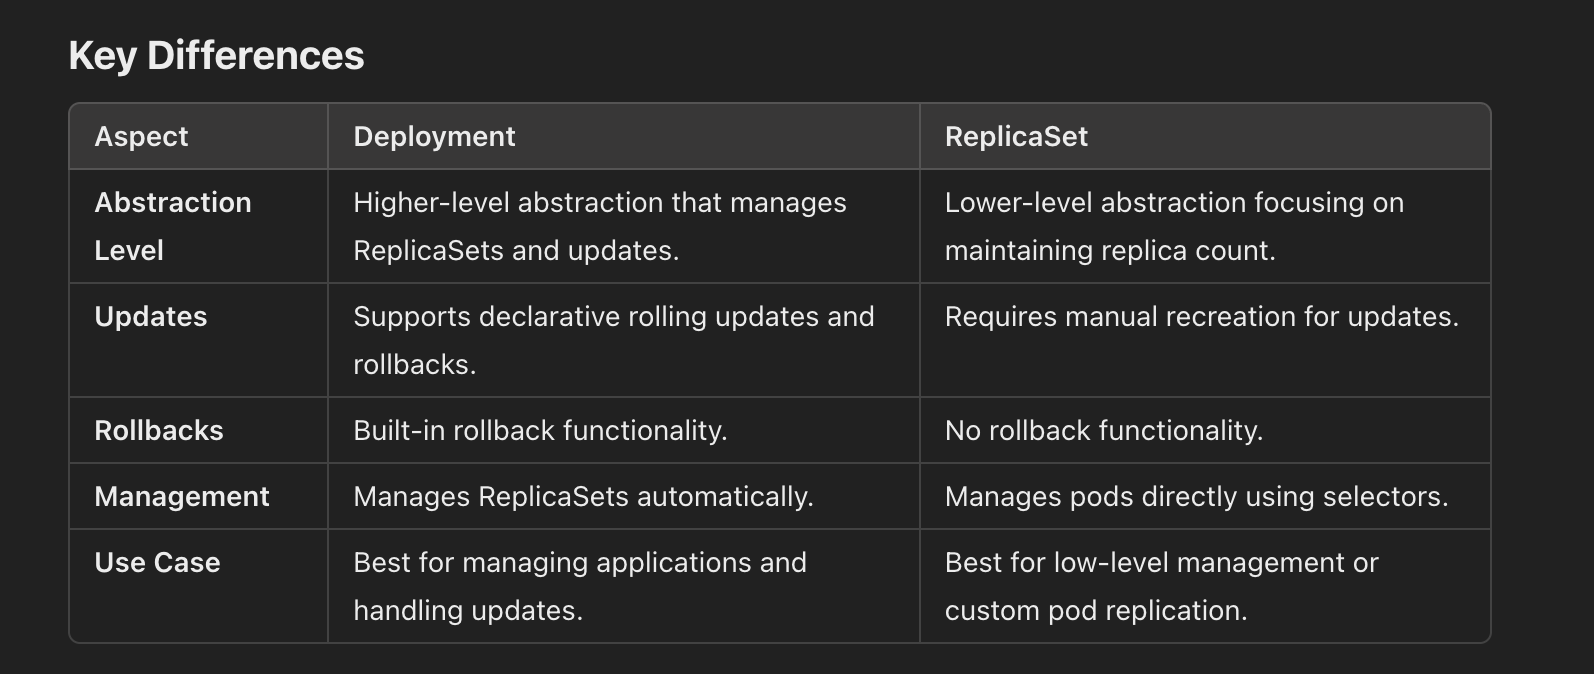 Key Differences
Aspect Deployment ReplicaSet
Abstraction Level Higher-level abstraction that manages ReplicaSets and updates. Lower-level abstraction focusing on maintaining replica count.
Updates Supports declarative rolling updates and rollbacks. Requires manual recreation for updates.
Rollbacks Built-in rollback functionality. No rollback functionality.
Management Manages ReplicaSets automatically. Manages pods directly using selectors.
Use Case Best for managing applications and handling updates. Best for low-level management or custom pod replication.